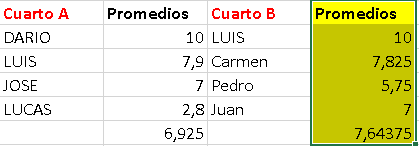 Cuarto A Promedios Cuarto B Promedios
DARIO 10 LUIS 10
LUIS 7,9 Carmen 7,825
JOSE 7 Pedro 5,75
LUCAS 2,8 Juan 7
6,925 7,64375